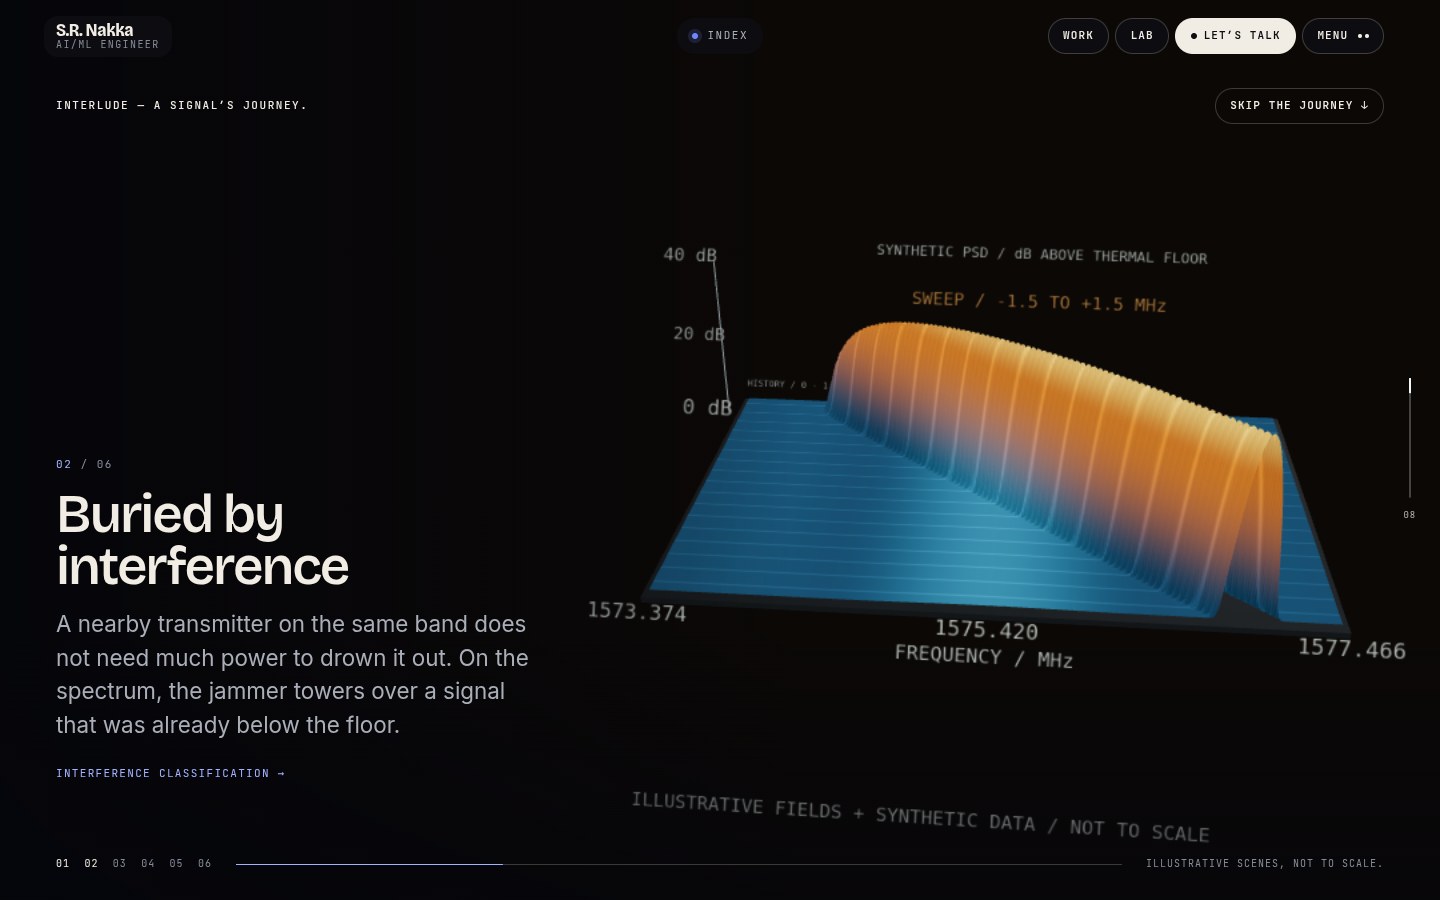 S.R. Nakka
AI/ML ENGINEER
INDEX
WORK
LAB
LET'S TALK
MENU
INTERLUDE — A SIGNAL'S JOURNEY.
SKIP THE JOURNEY ↓
SYNTHETIC PSD / dB ABOVE THERMAL FLOOR
40 dB
SWEEP / -1.5 TO +1.5 MHz
20 dB
HISTORY / 0 - 1
0 dB
02 / 06
Buried by
interference
A nearby transmitter on the same band does
not need much power to drown it out. On the
spectrum, the jammer towers over a signal
that was already below the floor.
INTERFERENCE CLASSIFICATION →
1573.374
1575.420
1577.466
FREQUENCY / MHz
08
ILLUSTRATIVE FIELDS + SYNTHETIC DATA / NOT TO SCALE
01 02 03 04 05 06
ILLUSTRATIVE SCENES, NOT TO SCALE.